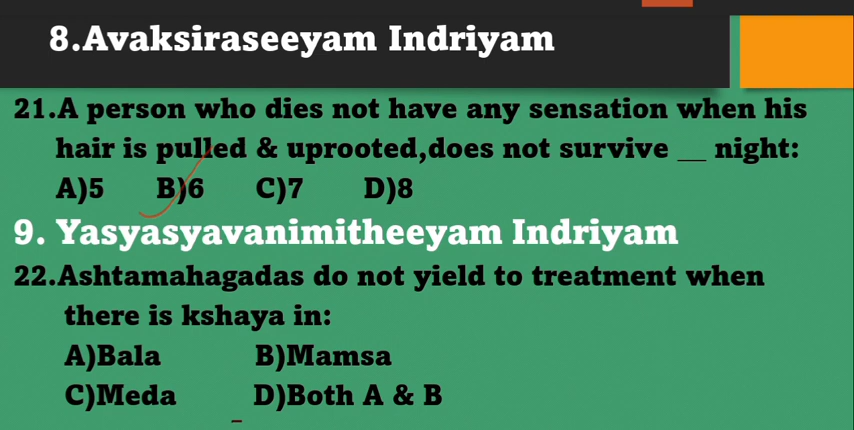 8.Avaksiraseeyam Indriyam
21.A person who dies not have any sensation when his
hair is pulled & uprooted,does not survive __ night:
A)5 B)6 C)7 D)8
9. Yasyasyavanimitheeyam Indriyam
22.Ashtamahagadas do not yield to treatment when
there is kshaya in:
A)Bala B)Mamsa
C)Meda D)Both A & B